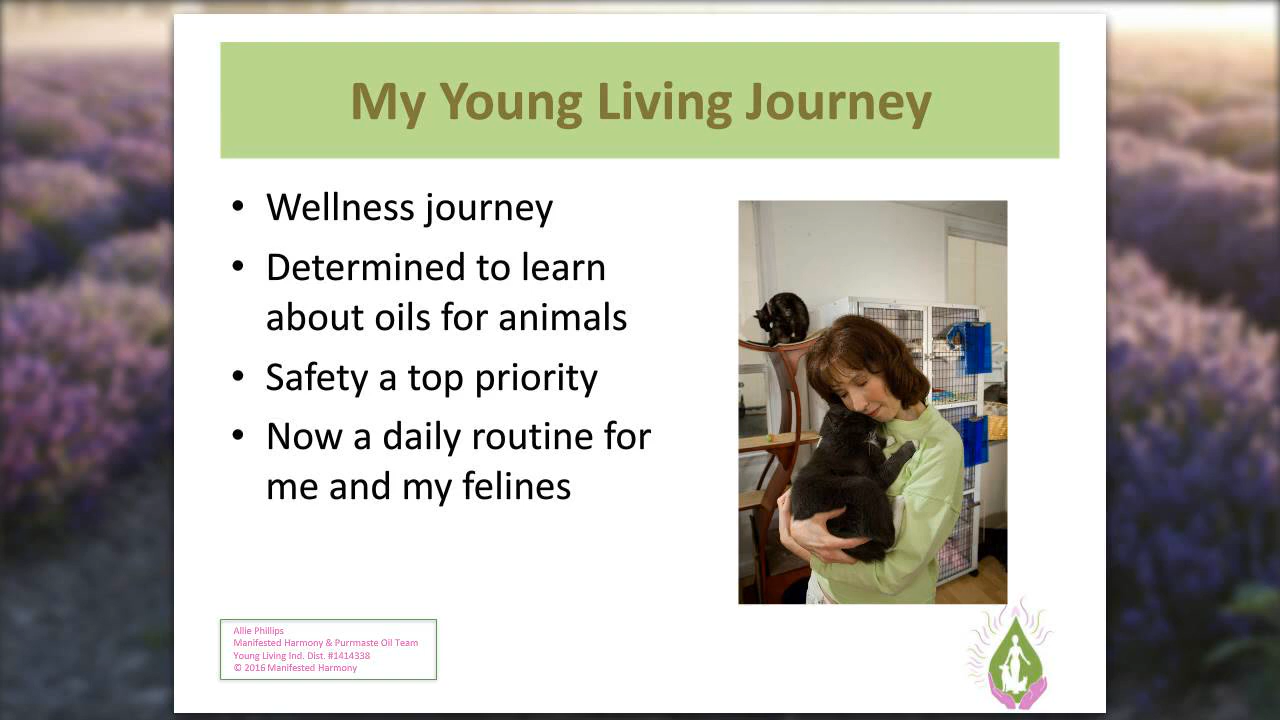 My Young Living Journey
• Wellness journey
• Determined to learn
about oils for animals
• Safety a top priority
• Now a daily routine for
me and my felines
Allie Phillips
Manifested Harmony & Purrmaste Oil Team
Young Living Ind. Dist. #1414338
© 2016 Manifested Harmony